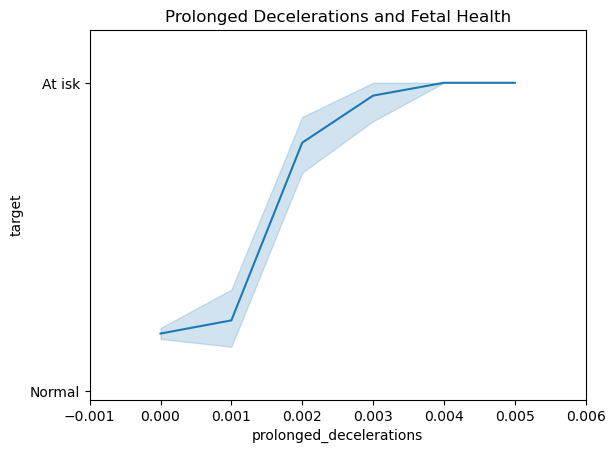 Prolonged Decelerations and Fetal Health
At isk
target
Normal
−0.001 0.000 0.001 0.002 0.003 0.004 0.005 0.006
prolonged_decelerations